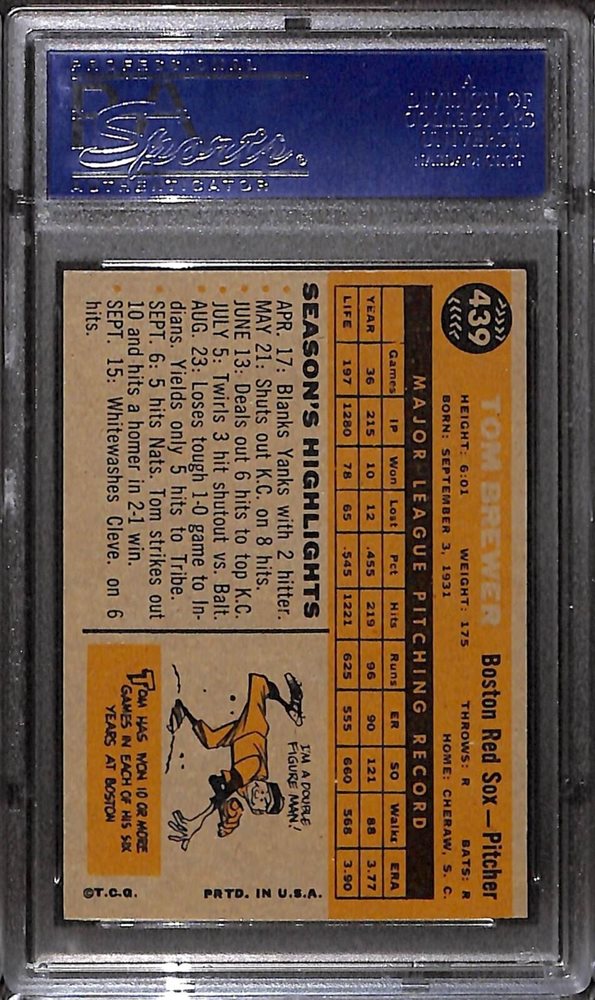 PROFESSIONAL
PSA
Sports®
AUTHENTICATOR
A
DIVISION OF
COLLECTORS
UNIVERSE
NASDAQ: CLCT
439
TOM BREWER Boston Red Sox—Pitcher
HEIGHT: 6:01 WEIGHT: 175 THROWS: R BATS: R
BORN: SEPTEMBER 3, 1931 HOME: CHERAW, S. C.
MAJOR LEAGUE PITCHING RECORD
Games IP Won Lost Pct Hits Runs ER SO Walks ERA
YEAR 36 215 10 12 .455 219 96 90 121 88 3.77
LIFE 197 1280 78 65 .545 1221 625 555 660 568 3.90
SEASON'S HIGHLIGHTS
• APR. 17: Blanks Yanks with 2 hitter.
• MAY 21: Shuts out K.C. on 8 hits.
• JUNE 13: Deals out 6 hits to top K.C.
• JULY 5: Twirls 3 hit shutout vs. Balt.
• AUG. 23: Loses tough 1-0 game to In-
dians. Yields only 5 hits to Tribe.
• SEPT. 6: 5 hits Nats. Tom strikes out
10 and hits a homer in 2-1 win.
• SEPT. 15: Whitewashes Cleve. on 6
hits.
I'M A DOUBLE
FIGURE MAN!
TOM HAS WON 10 OR MORE
GAMES IN EACH OF HIS SIX
YEARS AT BOSTON
©T.C.G. PRTD. IN U.S.A.